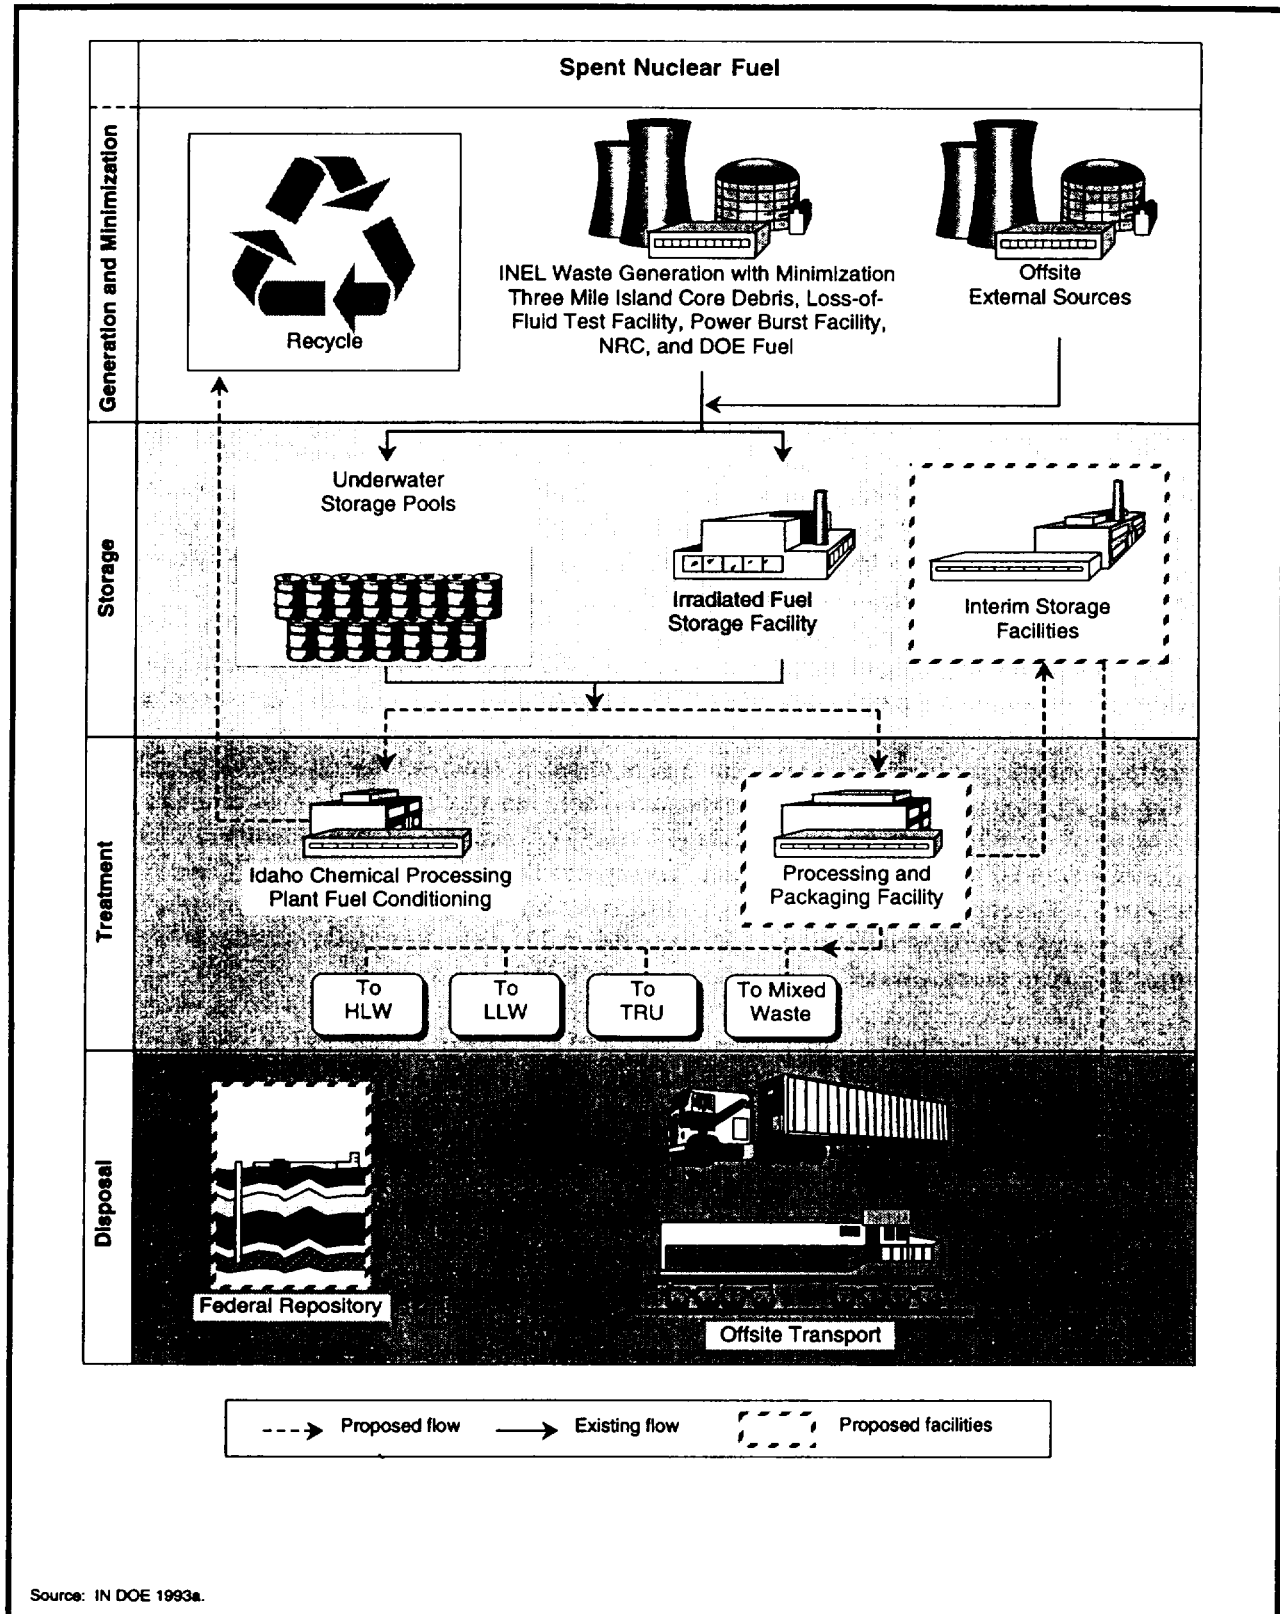 Spent Nuclear Fuel
Generation and Minimization
Recycle
INEL Waste Generation with Minimization
Three Mile Island Core Debris, Loss-of-
Fluid Test Facility, Power Burst Facility,
NRC, and DOE Fuel
Offsite
External Sources
Storage
Underwater
Storage Pools
Irradiated Fuel
Storage Facility
Interim Storage
Facilities
Treatment
Idaho Chemical Processing
Plant Fuel Conditioning
Processing and
Packaging Facility
To
HLW
To
LLW
To
TRU
To Mixed
Waste
Disposal
Federal Repository
Offsite Transport
Proposed flow
Existing flow
Proposed facilities
Source: IN DOE 1993a.